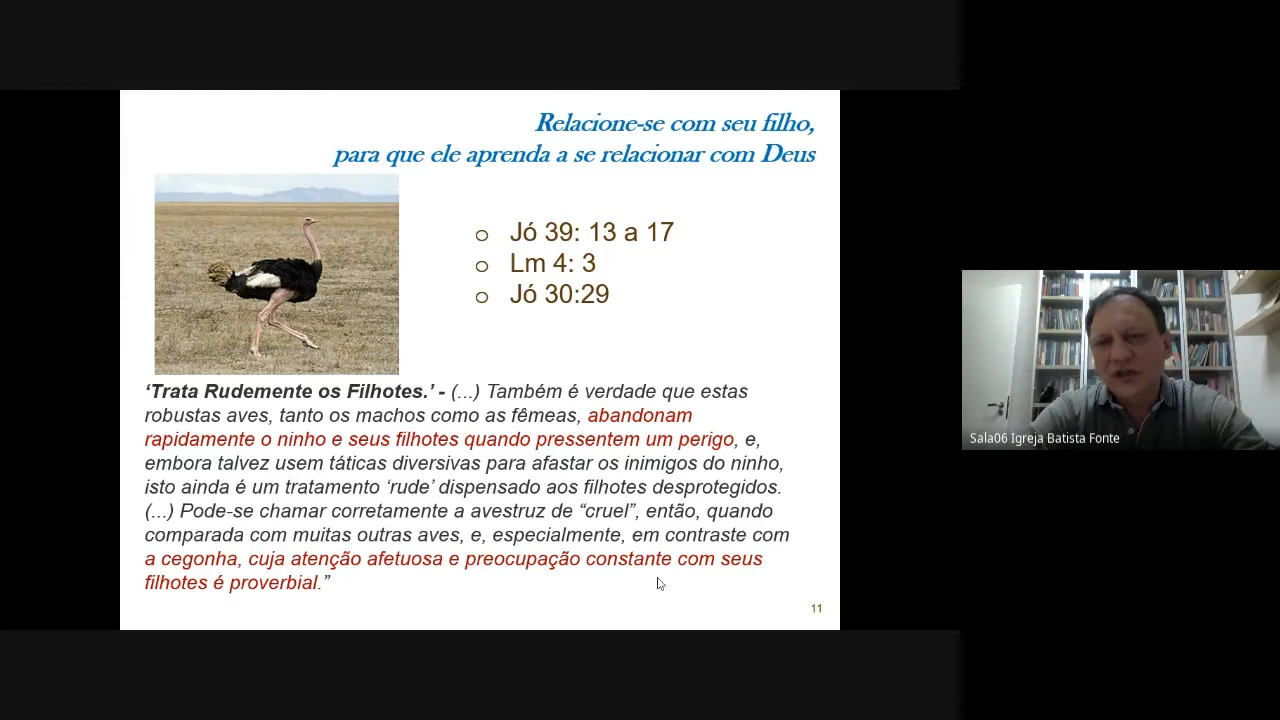 Relacione-se com seu filho,
para que ele aprenda a se relacionar com Deus
o Jó 39: 13 a 17
o Lm 4: 3
o Jó 30:29
‘Trata Rudemente os Filhotes.’ - (...) Também é verdade que estas
robustas aves, tanto os machos como as fêmeas, abandonam
rapidamente o ninho e seus filhotes quando pressentem um perigo, e,
embora talvez usem táticas diversivas para afastar os inimigos do ninho,
isto ainda é um tratamento ‘rude’ dispensado aos filhotes desprotegidos.
(...) Pode-se chamar corretamente a avestruz de “cruel”, então, quando
comparada com muitas outras aves, e, especialmente, em contraste com
a cegonha, cuja atenção afetuosa e preocupação constante com seus
filhotes é proverbial.”
11
Sala06 Igreja Batista Fonte